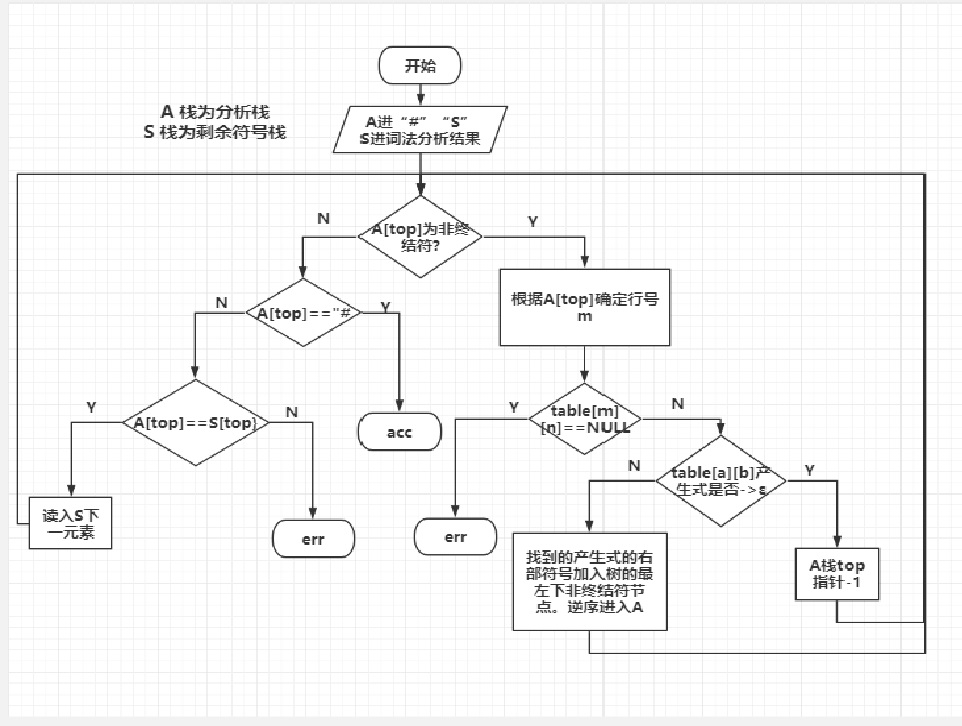 开始
A 栈为分析栈
S 栈为剩余符号栈
A进“#”“S”
S进词法分析结果
N
A[top]为非终
结符?
Y
根据A[top]确定行号
m
N
A[top]=="#
Y
Y
A[top]==S[top]
N
acc
Y
table[m]
[n]==NULL
N
N
table[a][b]产
生式是否->ε
Y
读入S下
一元素
err
err
找到的产生式的右
部符号加入树的最
左下非终结符节
点。逆序进入A
A栈top
指针-1